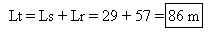 Lt = Ls + Lr = 29 + 57 = 86 m